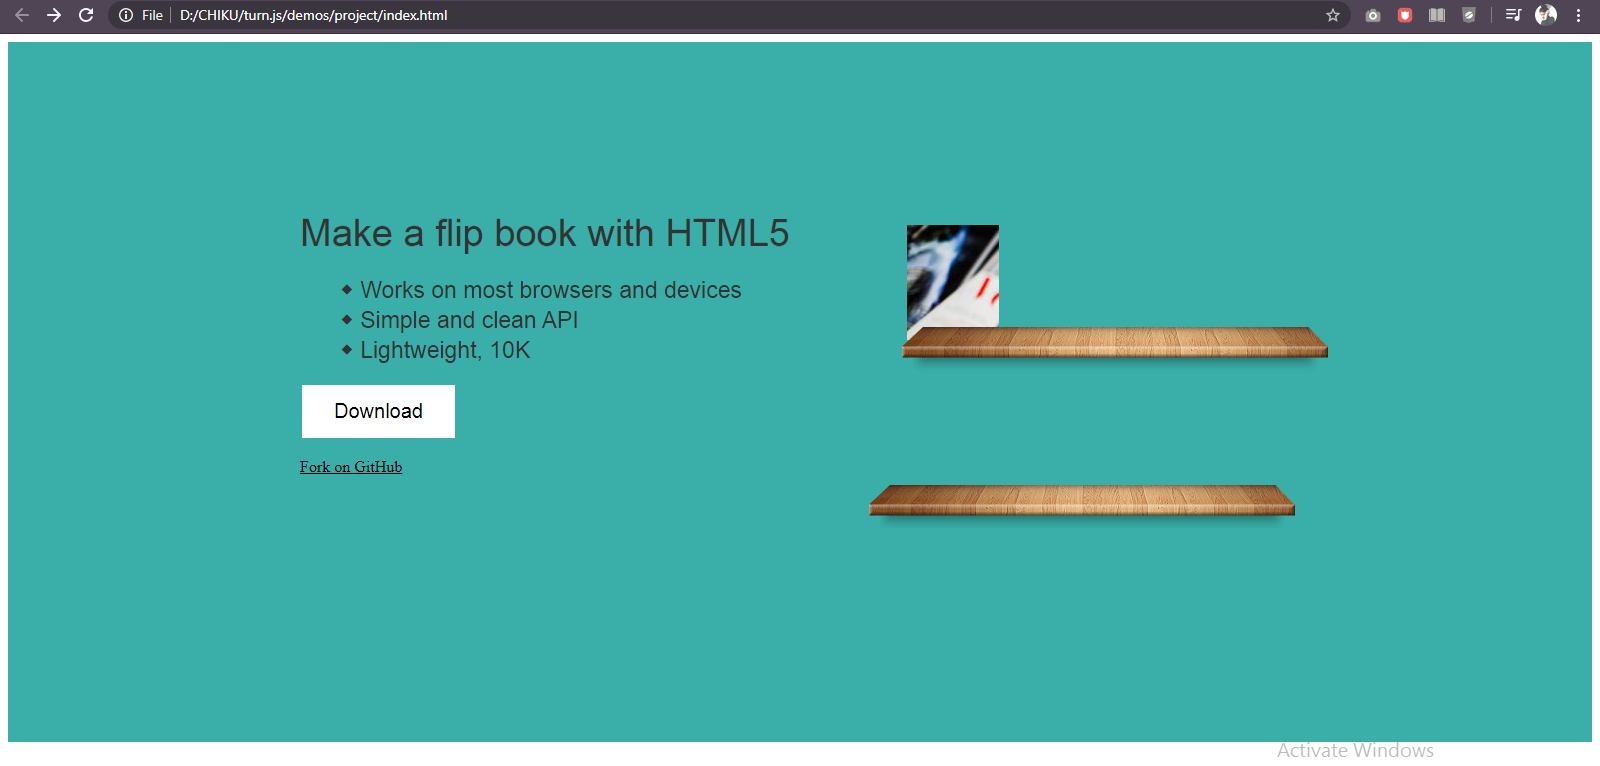 File D:/CHIKU/turn.js/demos/project/index.html
Make a flip book with HTML5
Works on most browsers and devices
Simple and clean API
Lightweight, 10K
Download
Fork on GitHub
Activate Windows